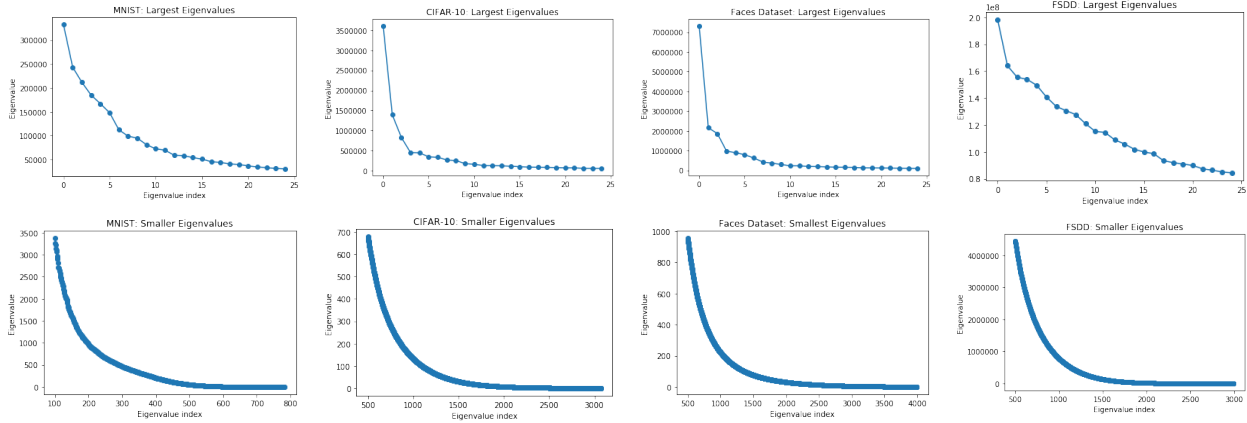 MNIST: Largest Eigenvalues
300000
250000
200000
150000
100000
50000
Eigenvalue
0 5 10 15 20 25
Eigenvalue index
CIFAR-10: Largest Eigenvalues
3500000
3000000
2500000
2000000
1500000
1000000
500000
0
Eigenvalue
0 5 10 15 20 25
Eigenvalue index
Faces Dataset: Largest Eigenvalues
7000000
6000000
5000000
4000000
3000000
2000000
1000000
0
Eigenvalue
0 5 10 15 20 25
Eigenvalue index
FSDD: Largest Eigenvalues
1e8
2.0
1.8
1.6
1.4
1.2
1.0
0.8
Eigenvalue
0 5 10 15 20 25
Eigenvalue index
MNIST: Smaller Eigenvalues
3500
3000
2500
2000
1500
1000
500
0
Eigenvalue
100 200 300 400 500 600 700 800
Eigenvalue index
CIFAR-10: Smaller Eigenvalues
700
600
500
400
300
200
100
0
Eigenvalue
500 1000 1500 2000 2500 3000
Eigenvalue index
Faces Dataset: Smallest Eigenvalues
1000
800
600
400
200
0
Eigenvalue
500 1000 1500 2000 2500 3000 3500 4000
Eigenvalue index
FSDD: Smaller Eigenvalues
4000000
3000000
2000000
1000000
0
Eigenvalue
500 1000 1500 2000 2500 3000
Eigenvalue index